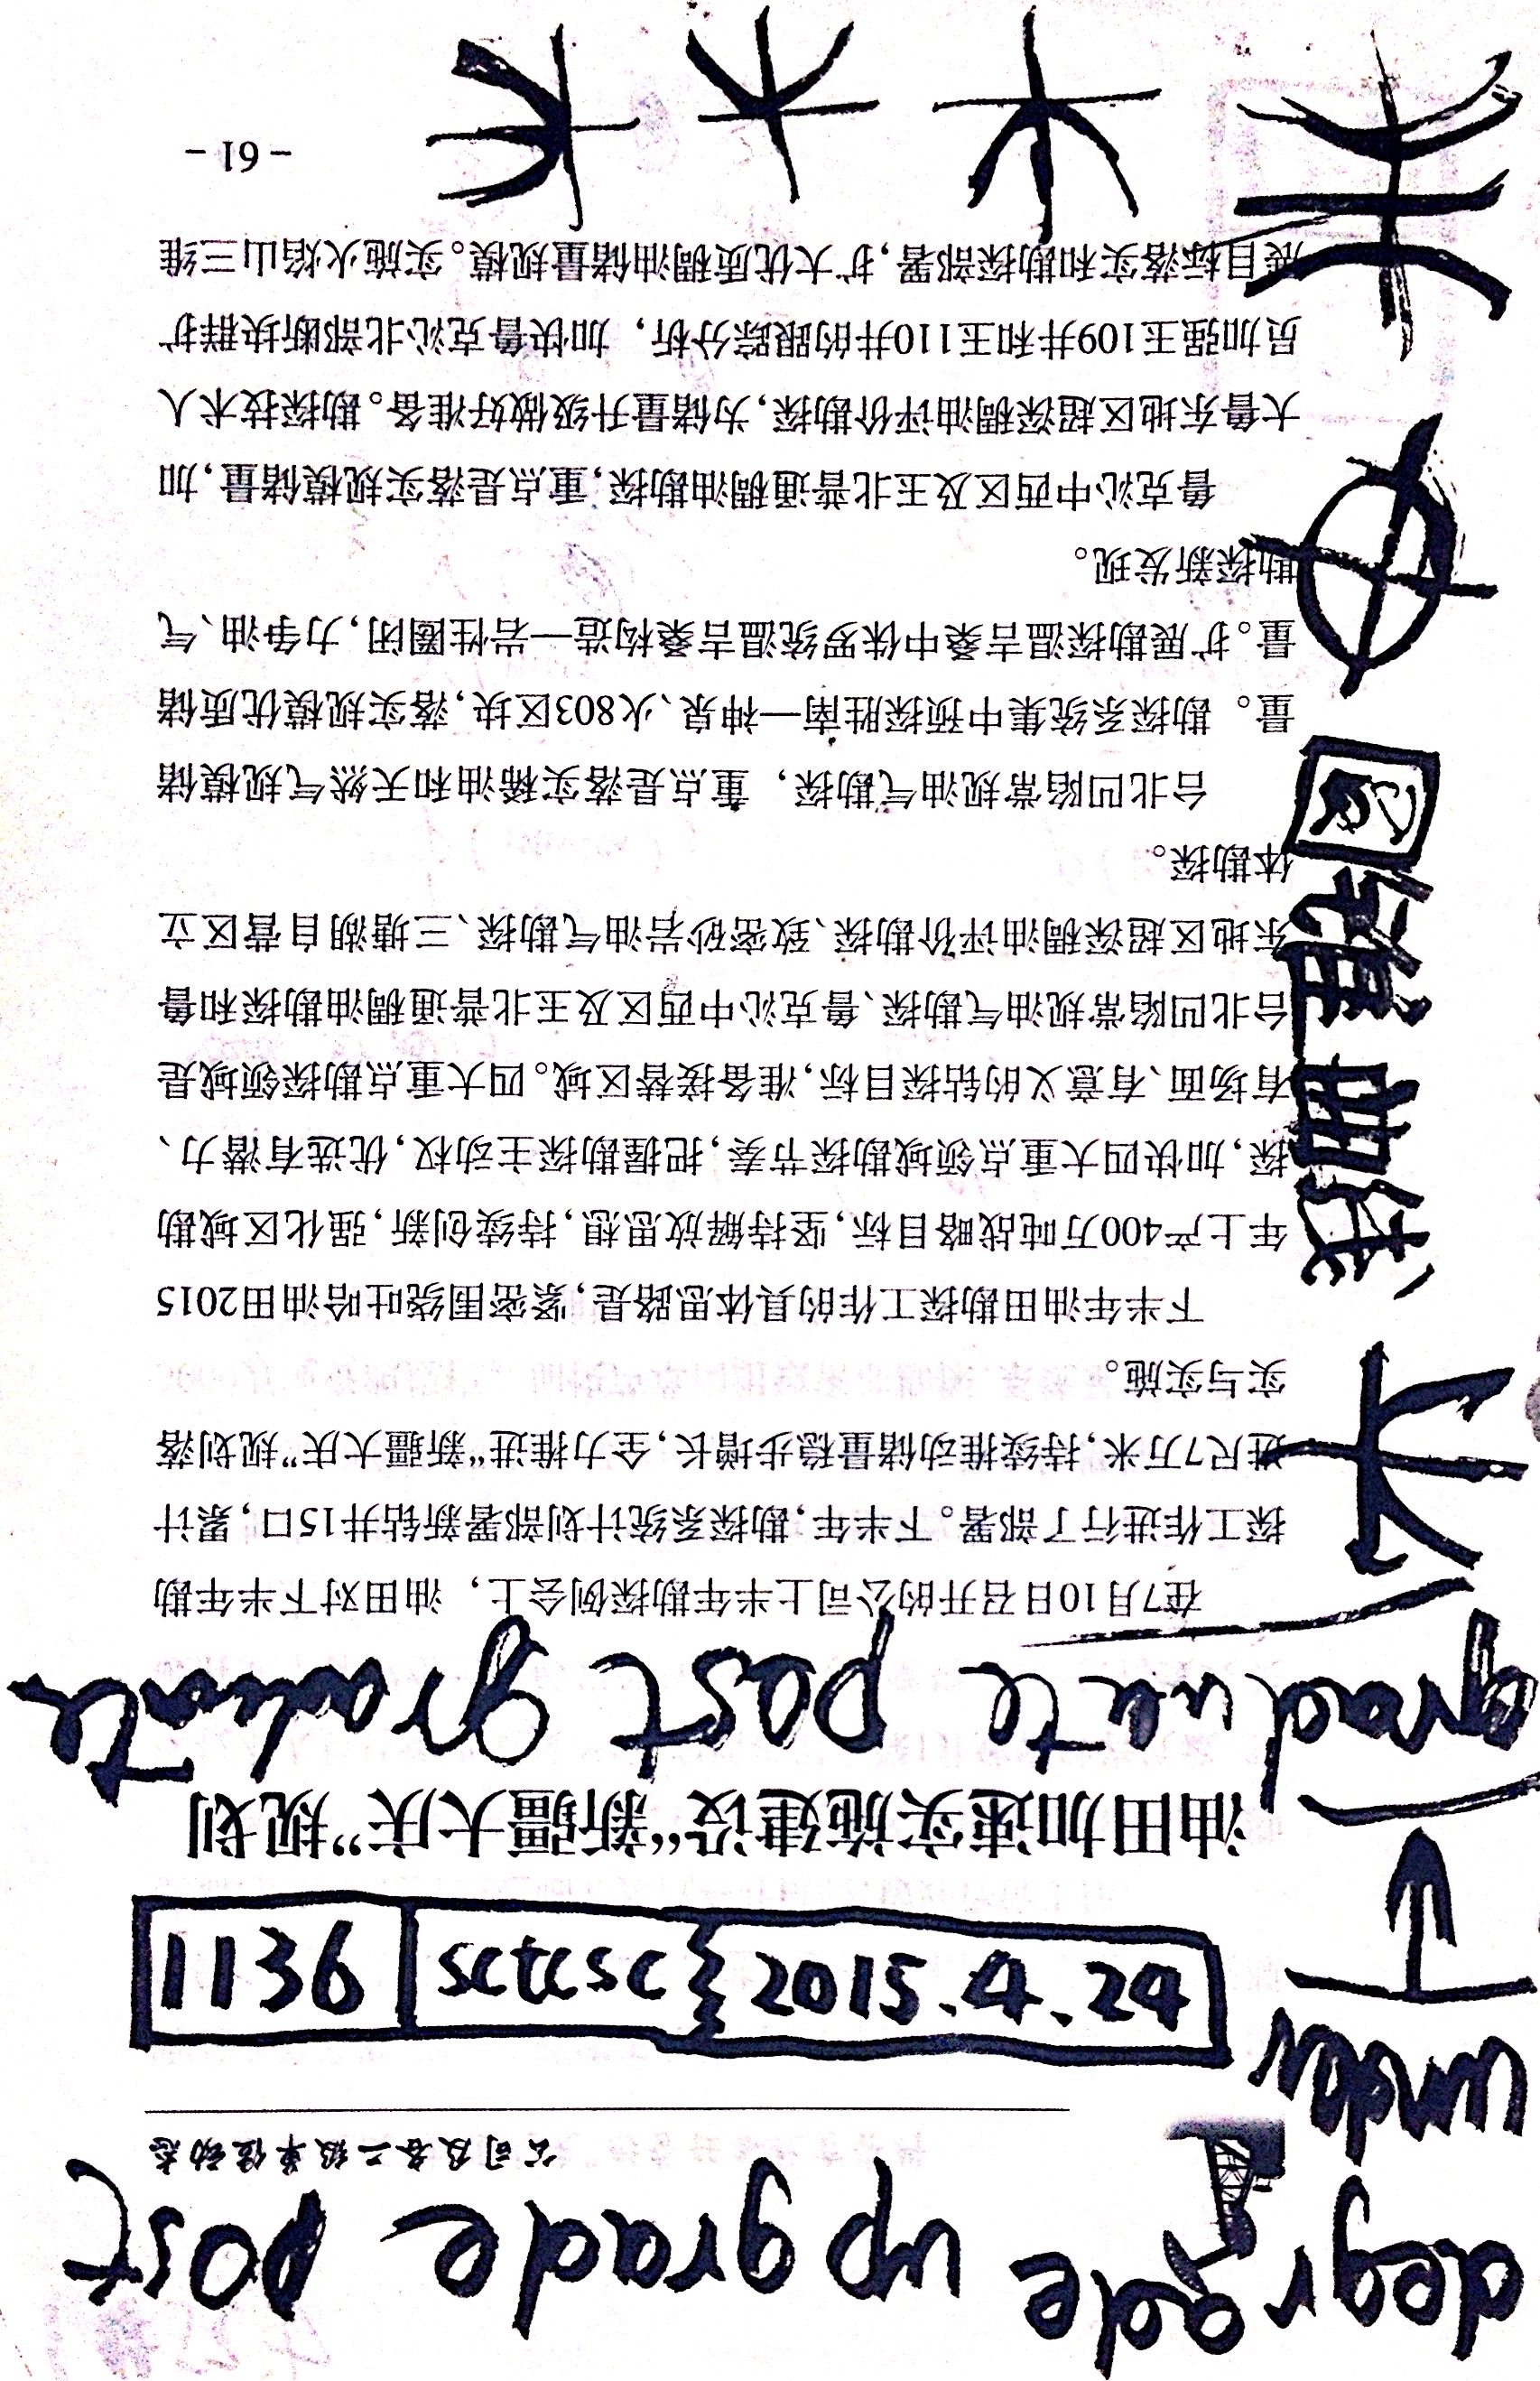 degrade upgrade post
公司及各二级单位动态
under
1136 sctcsc 2015.4.24
油田加速实施建设“新疆大庆”规划
graduate post graduate
在7月10日召开的公司上半年勘探例会上，油田对下半年勘
探工作进行了部署。下半年，勘探系统计划部署新钻井15口，累计
进尺7万米，持续推动储量稳步增长，全力推进“新疆大庆”规划落
实与实施。
下半年油田勘探工作的具体思路是，紧密围绕吐哈油田2015
年上产400万吨战略目标，坚持解放思想，持续创新，强化区域勘
探，加快四大重点领域勘探节奏，把握勘探主动权，优选有潜力、
有场面、有意义的钻探目标，准备接替区域。四大重点勘探领域是
台北凹陷常规油气勘探、鲁克沁中西区及玉北普通稠油勘探和鲁
东地区超深稠油评价勘探、致密砂岩油气勘探、三塘湖自营区立
体勘探。
台北凹陷常规油气勘探，重点是落实稀油和天然气规模储
量。勘探系统集中预探胜南—神泉、火803区块，落实规模优质储
量。扩展勘探温吉桑中侏罗统温吉桑构造—岩性圈闭，力争油、气
勘探新发现。
鲁克沁中西区及玉北普通稠油勘探，重点是落实规模储量，加
大鲁东地区超深稠油评价勘探，为储量升级做好准备。勘探技术人
员加强玉109井和玉110井的跟踪分析，加快鲁克沁北部断块群扩
展目标落实和勘探部署，扩大优质稠油储量规模。实施火焰山三维
- 61 -